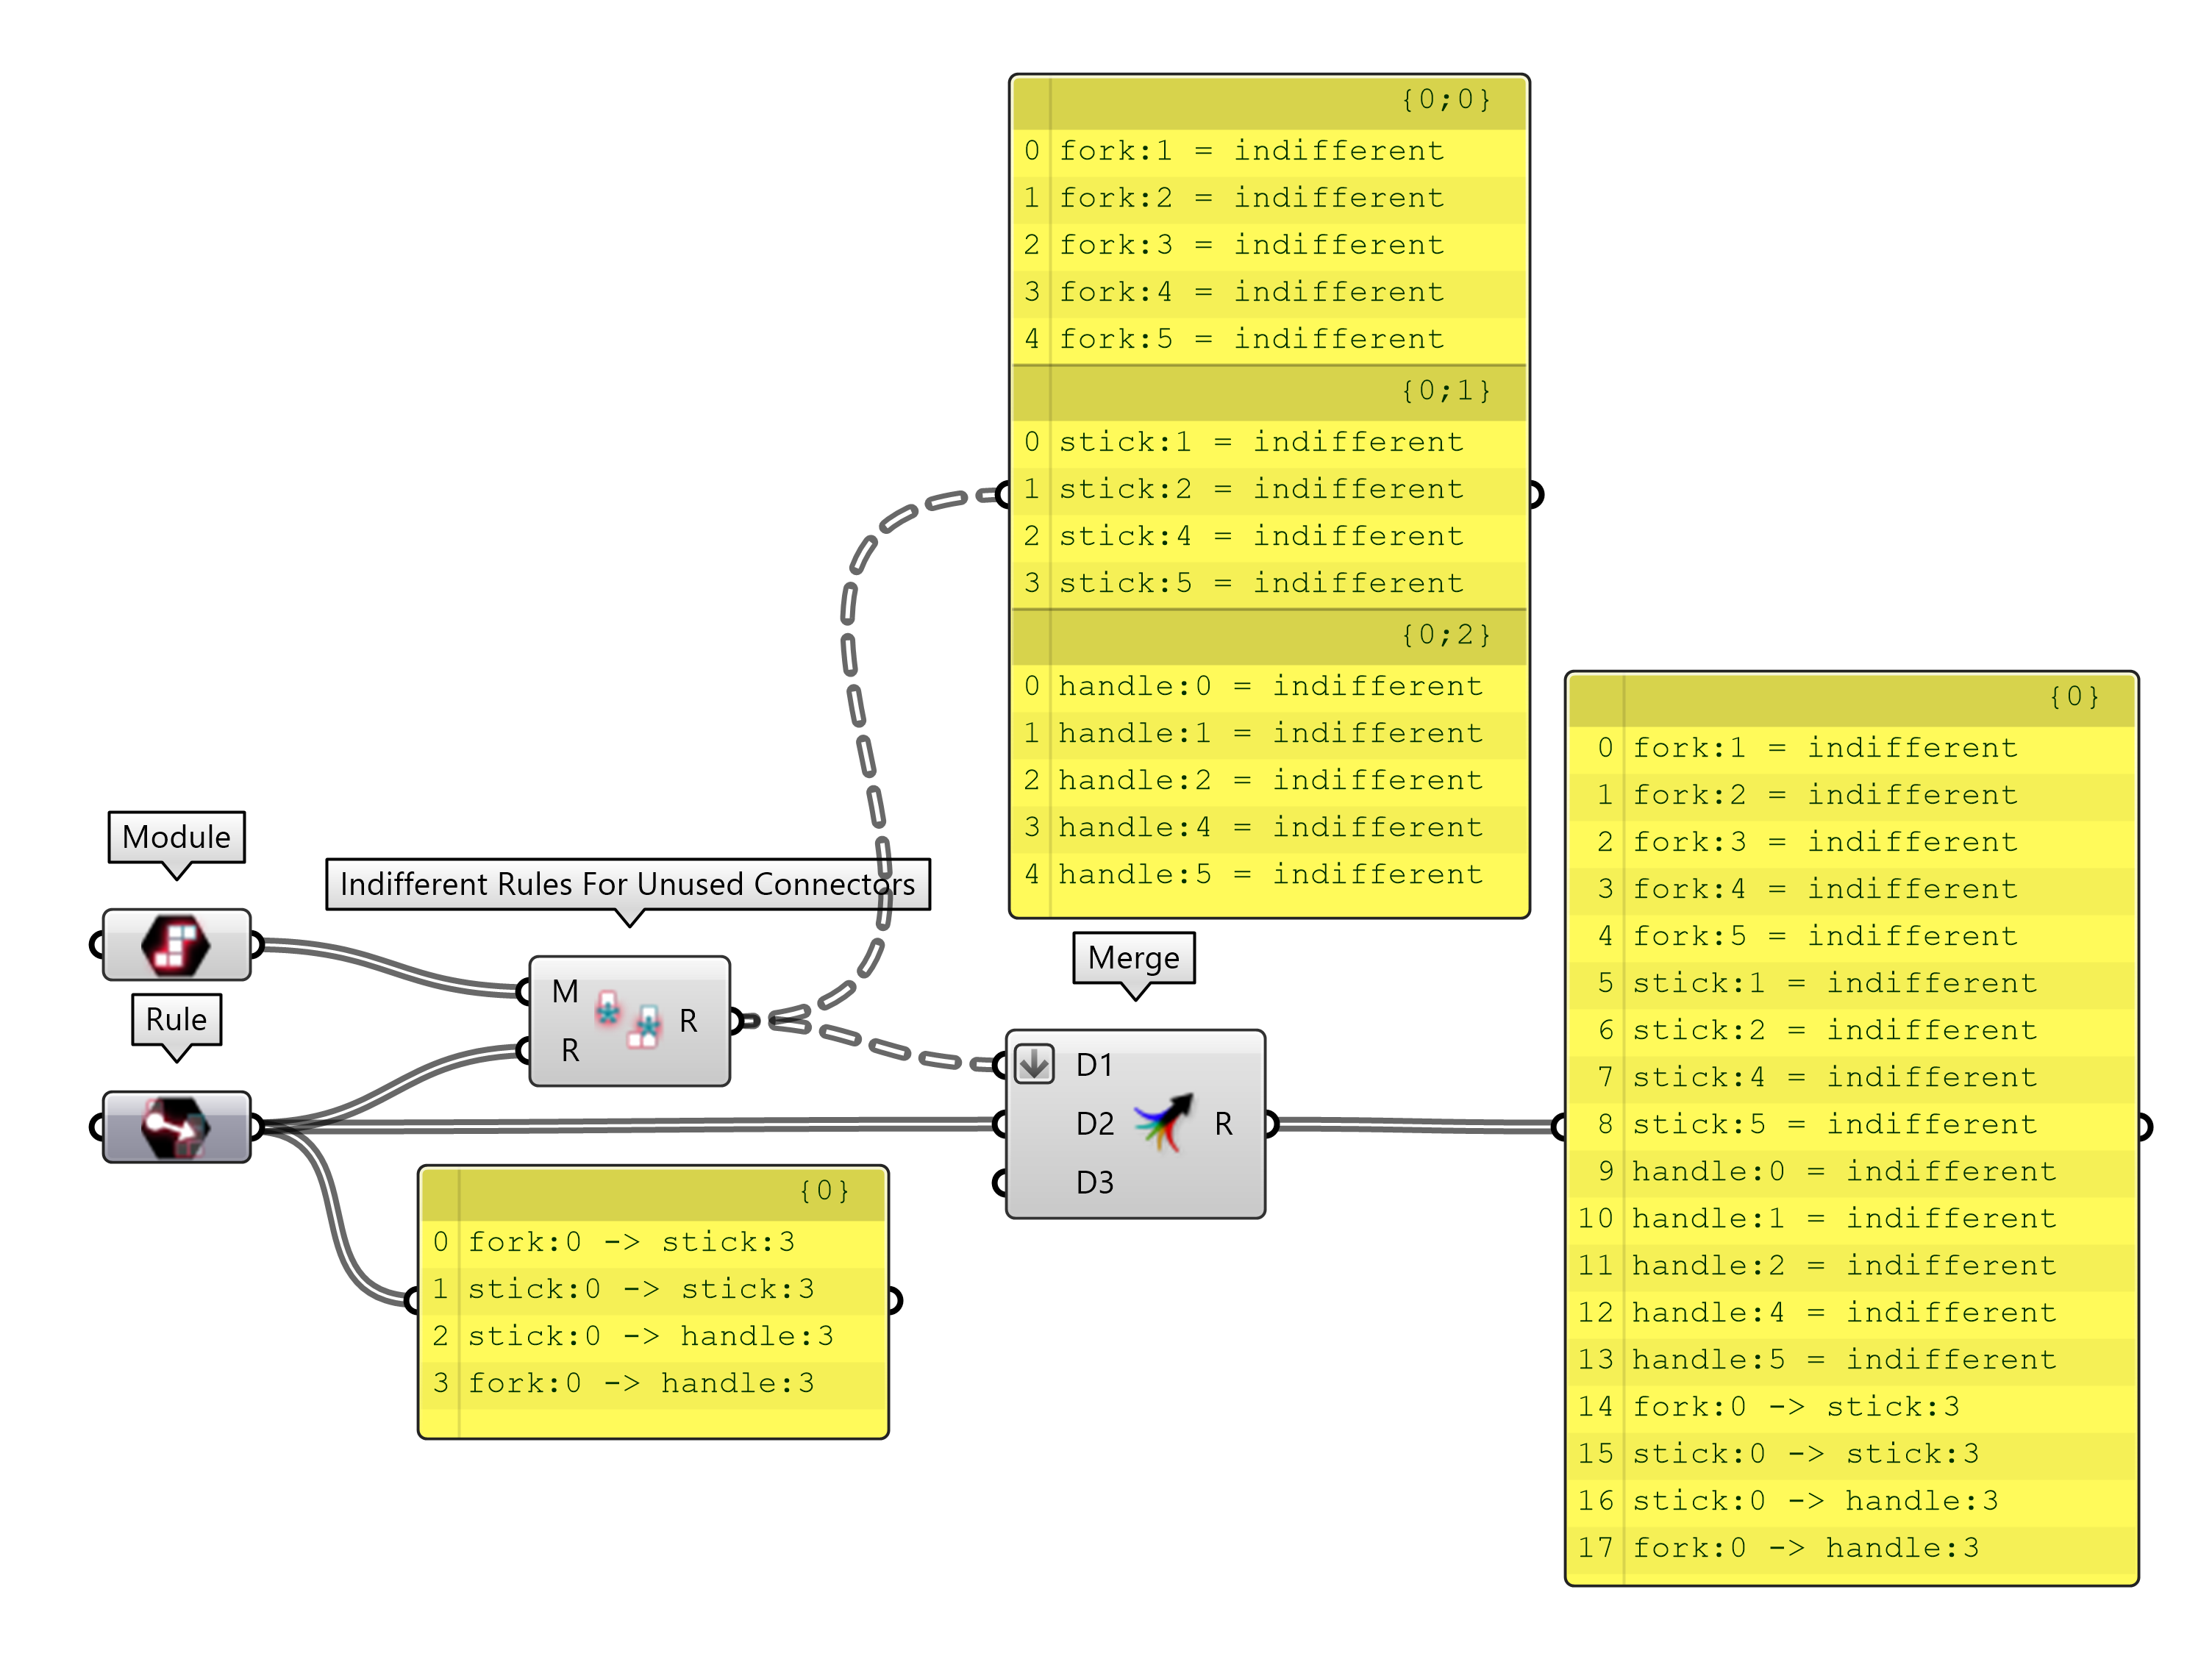 {0;0}
0 fork:1 = indifferent
1 fork:2 = indifferent
2 fork:3 = indifferent
3 fork:4 = indifferent
4 fork:5 = indifferent
{0;1}
0 stick:1 = indifferent
1 stick:2 = indifferent
2 stick:4 = indifferent
3 stick:5 = indifferent
{0;2}
0 handle:0 = indifferent
1 handle:1 = indifferent
2 handle:2 = indifferent
3 handle:4 = indifferent
4 handle:5 = indifferent
Module
Indifferent Rules For Unused Connectors
M
R
R
Rule
Merge
D1
D2
D3
R
{0}
0 fork:0 -> stick:3
1 stick:0 -> stick:3
2 stick:0 -> handle:3
3 fork:0 -> handle:3
{0}
0 fork:1 = indifferent
1 fork:2 = indifferent
2 fork:3 = indifferent
3 fork:4 = indifferent
4 fork:5 = indifferent
5 stick:1 = indifferent
6 stick:2 = indifferent
7 stick:4 = indifferent
8 stick:5 = indifferent
9 handle:0 = indifferent
10 handle:1 = indifferent
11 handle:2 = indifferent
12 handle:4 = indifferent
13 handle:5 = indifferent
14 fork:0 -> stick:3
15 stick:0 -> stick:3
16 stick:0 -> handle:3
17 fork:0 -> handle:3